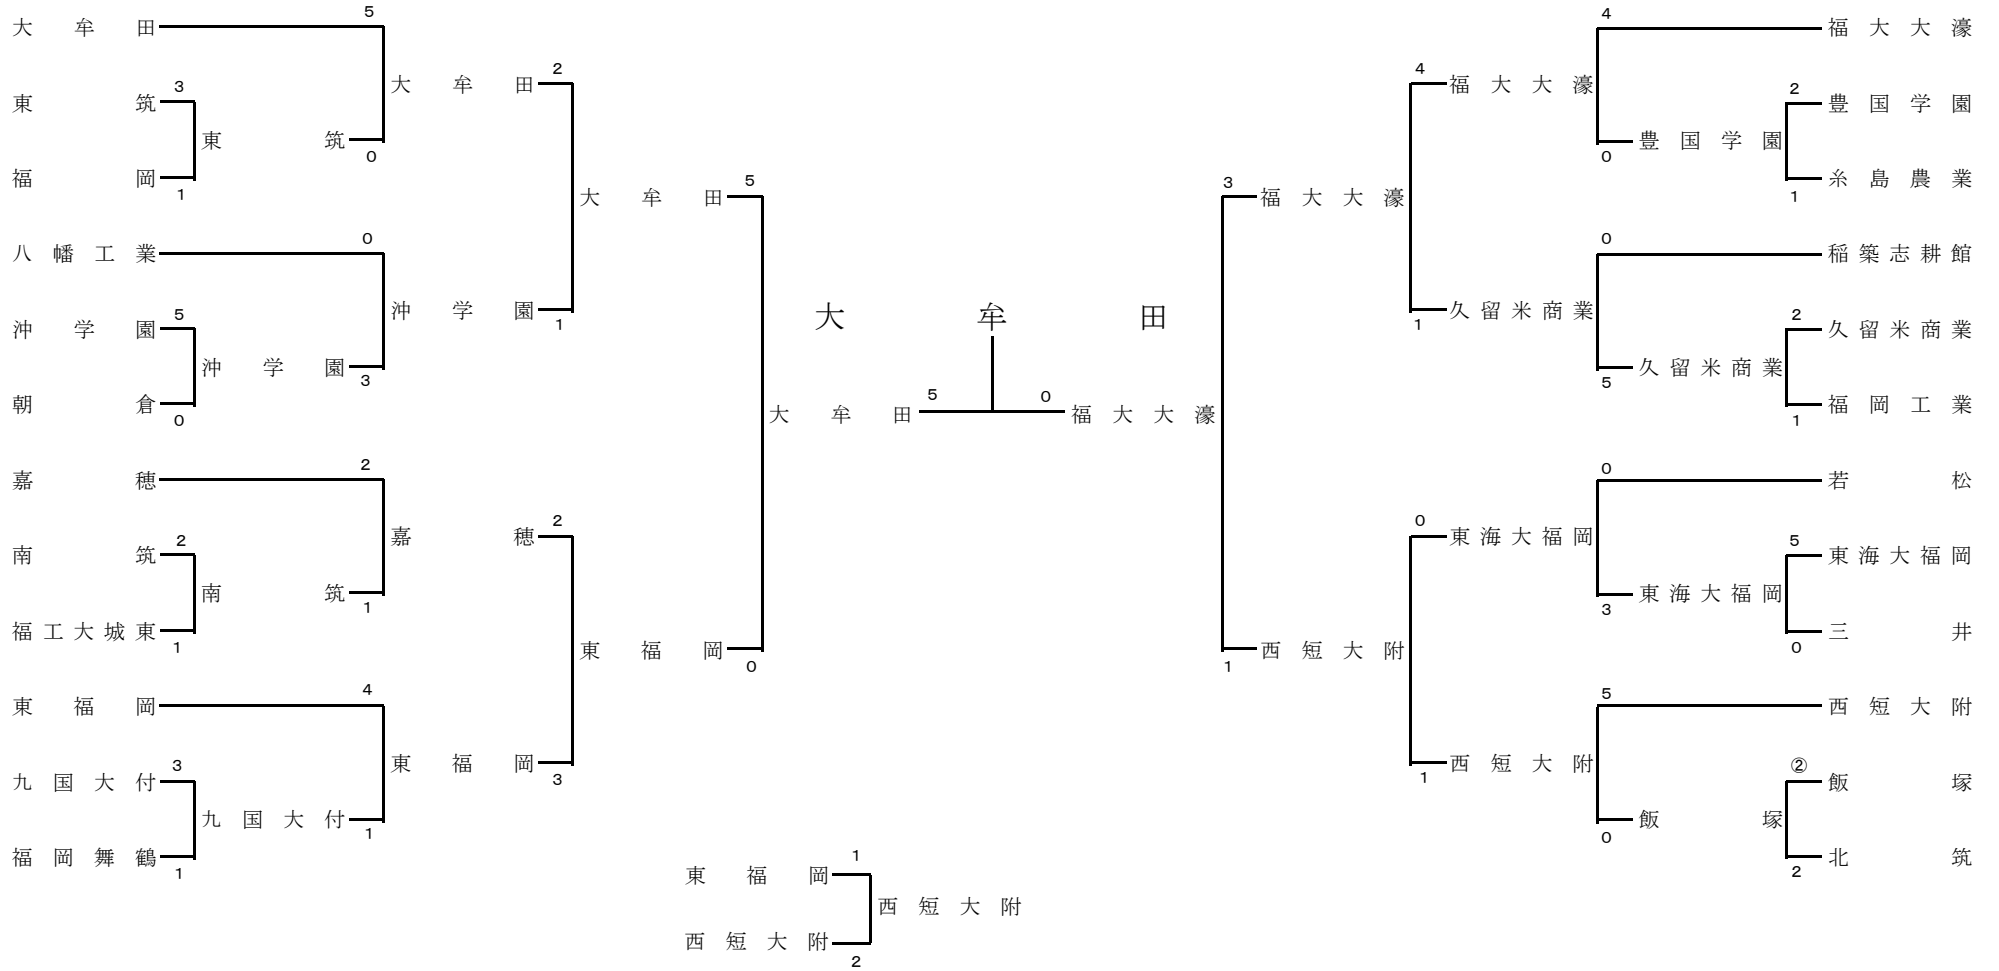 大牟田
東筑
福岡
八幡工業
沖学園
朝倉
嘉穂
南筑
福工大城東
東福岡
九国大付
福岡舞鶴
5
3
1
0
5
0
2
2
1
4
3
1
東筑
沖学園
南筑
九国大付
0
3
1
1
大牟田
沖学園
嘉穂
東福岡
2
1
2
3
大牟田
東福岡
5
0
大牟田
大牟田
5
0
福大大濠
3
1
福大大濠
西短大附
4
1
0
1
福大大濠
久留米商業
東海大福岡
西短大附
4
0
0
5
0
3
5
0
豊国学園
久留米商業
東海大福岡
飯塚
2
1
2
1
5
0
②
2
福大大濠
豊国学園
糸島農業
稲築志耕館
久留米商業
福岡工業
若松
東海大福岡
三井
西短大附
飯塚
北筑
東福岡
1
西短大附
西短大附
2